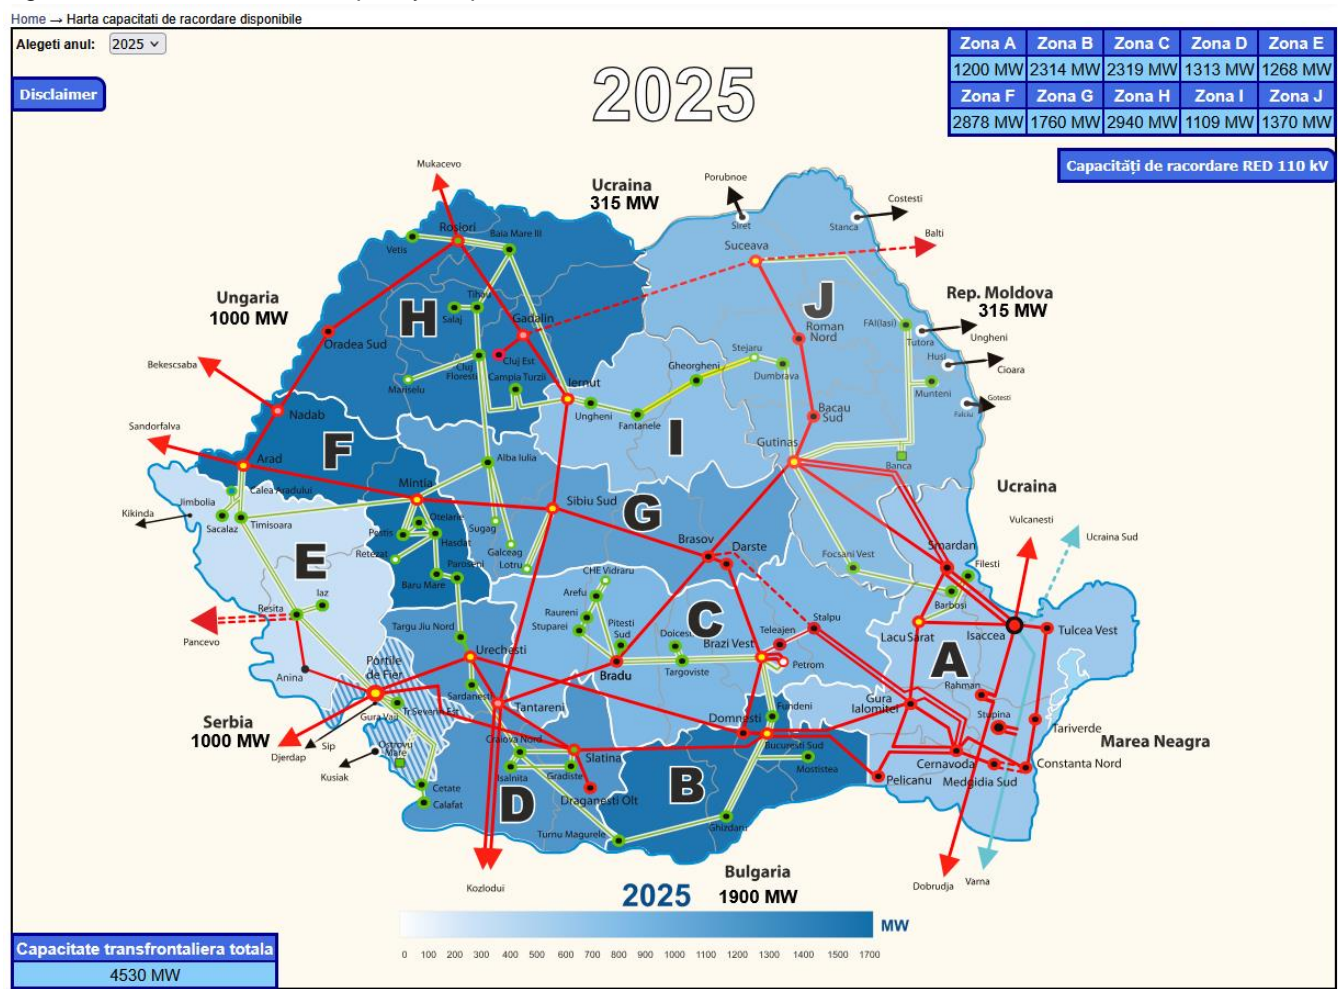 Home → Harta capacitati de racordare disponibile
Alegeti anul: 2025
Disclaimer
2025
Zona A Zona B Zona C Zona D Zona E
1200 MW 2314 MW 2319 MW 1313 MW 1268 MW
Zona F Zona G Zona H Zona I Zona J
2878 MW 1760 MW 2940 MW 1109 MW 1370 MW
Capacități de racordare RED 110 kV
Mukacevo
Ucraina
315 MW
Porubnoe
Costesti
Siret
Stanca
Balti
Rosiori
Baia Mare III
Vetis
Suceava
Ungaria
1000 MW
H
Tihau
Salaj
Gadalin
J
Rep. Moldova
315 MW
Oradea Sud
Roman
Nord
FAI(Iasi)
Tutora
Ungheni
Cluj Est
Cluj
Floresti
Stejaru
Husi
Cioara
Bekescsaba
Mariselu
Campia Turzii
Gheorgheni
Dumbrava
Iernut
Munteni
Gotesti
Falciu
Nadab
Ungheni
Fantanele
Bacau
Sud
Sandorfalva
F
I
Gutinas
Arad
Alba Iulia
Banca
Mintia
Calea Aradului
Jimbolia
Kikinda
Sacalaz
Timisoara
Otelarie
Pestis
Hasdat
Sugag
Sibiu Sud
G
Ucraina
Vulcanesti
Ucraina Sud
Retezat
Galceag
Lotru
Brasov
Darste
Smardan
E
Paroseni
Baru Mare
CHE Vidraru
Focsani Vest
Filesti
Iaz
Arefu
Barbosi
Resita
Raureni
Stuparei
Pitesti
Sud
C
Stalpu
Pancevo
Targu Jiu Nord
Doicesti
Teleajen
Lacu Sarat
Isaccea
Tulcea Vest
Brazi Vest
Urechesti
Petrom
Anina
Portile
de Fier
Bradu
Targoviste
A
Sardanesti
Rahman
Gura Vaii
Tr.Severin Est
Tantareni
Gura
Ialomitei
Serbia
1000 MW
Domnesti
Fundeni
Stupina
Tariverde
Sip
Djerdap
Ostrovu
Mare
Craiova Nord
Bucuresti Sud
Marea Neagra
Kusiak
Slatina
Isalnita
Gradiste
Mostistea
Cernavoda
Constanta Nord
Cetate
Calafat
Draganesti Olt
B
Pelicanu
Medgidia Sud
D
Turnu Magurele
Ghizdaru
Kozlodui
Bulgaria
1900 MW
Dobrudja
Varna
2025
MW
0 100 200 300 400 500 600 700 800 900 1000 1100 1200 1300 1400 1500 1600 1700
Capacitate transfrontaliera totala
4530 MW